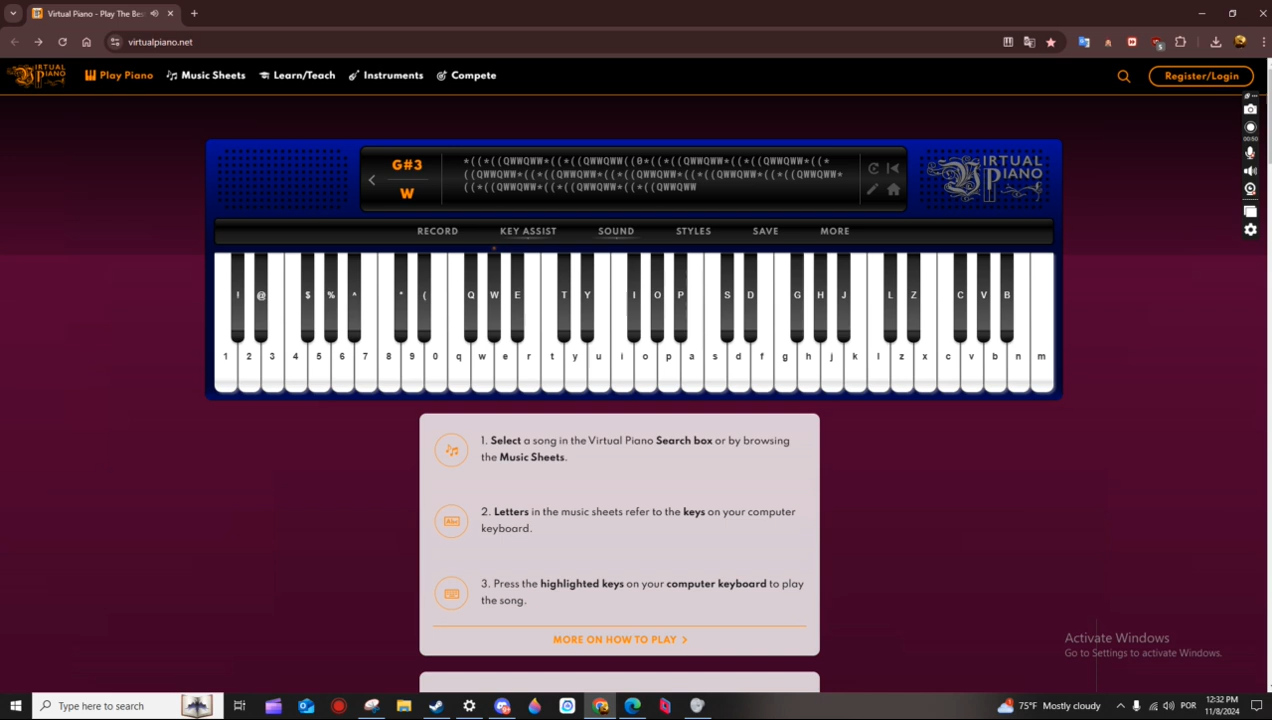 Virtual Piano - Play The Bes
virtualpiano.net
VIRTUAL PIANO
Play Piano
Music Sheets
Learn/Teach
Instruments
Compete
Register/Login
00:50
G#3
W
*((*((QWWQWW*((*((QWWQWW((0*((*((QWWQWW*((*((QWWQWW*((*
((QWWQWW*((*((QWWQWW*((*((QWWQWW*((*((QWWQWW*((*((QWWQWW*
((*((QWWQWW*((*((QWWQWW*((*((QWWQWW
VIRTUAL PIANO
RECORD
KEY ASSIST
SOUND
STYLES
SAVE
MORE
! @ $ % ^ * ( Q W E T Y I O P S D G H J L Z C V B
1 2 3 4 5 6 7 8 9 0 q w e r t y u i o p a s d f g h j k l z x c v b n m
1. Select a song in the Virtual Piano Search box or by browsing
the Music Sheets.
Abc
2. Letters in the music sheets refer to the keys on your computer
keyboard.
3. Press the highlighted keys on your computer keyboard to play
the song.
MORE ON HOW TO PLAY >
Activate Windows
Go to Settings to activate Windows.
Type here to search
75°F Mostly cloudy
POR
12:32 PM
11/8/2024